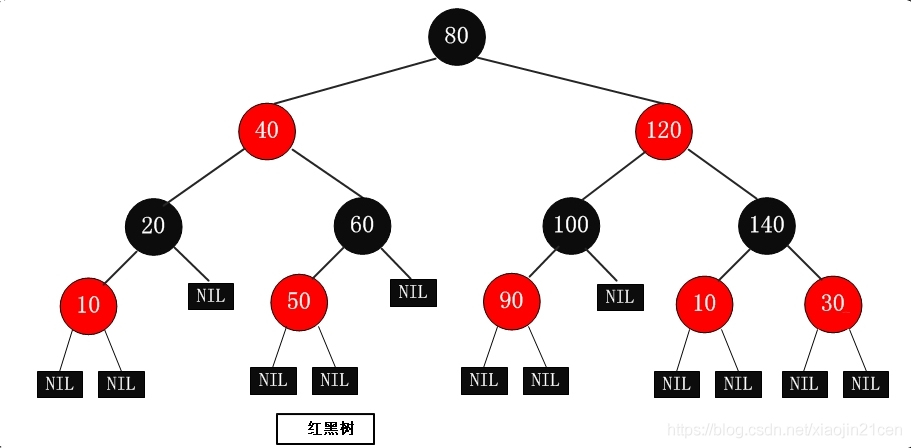 80
40
120
20
60
100
140
10
NIL
50
NIL
90
NIL
10
30
NIL
NIL
NIL
NIL
NIL
NIL
NIL
NIL
NIL
NIL
红黑树
https://blog.csdn.net/xiaojin21cen